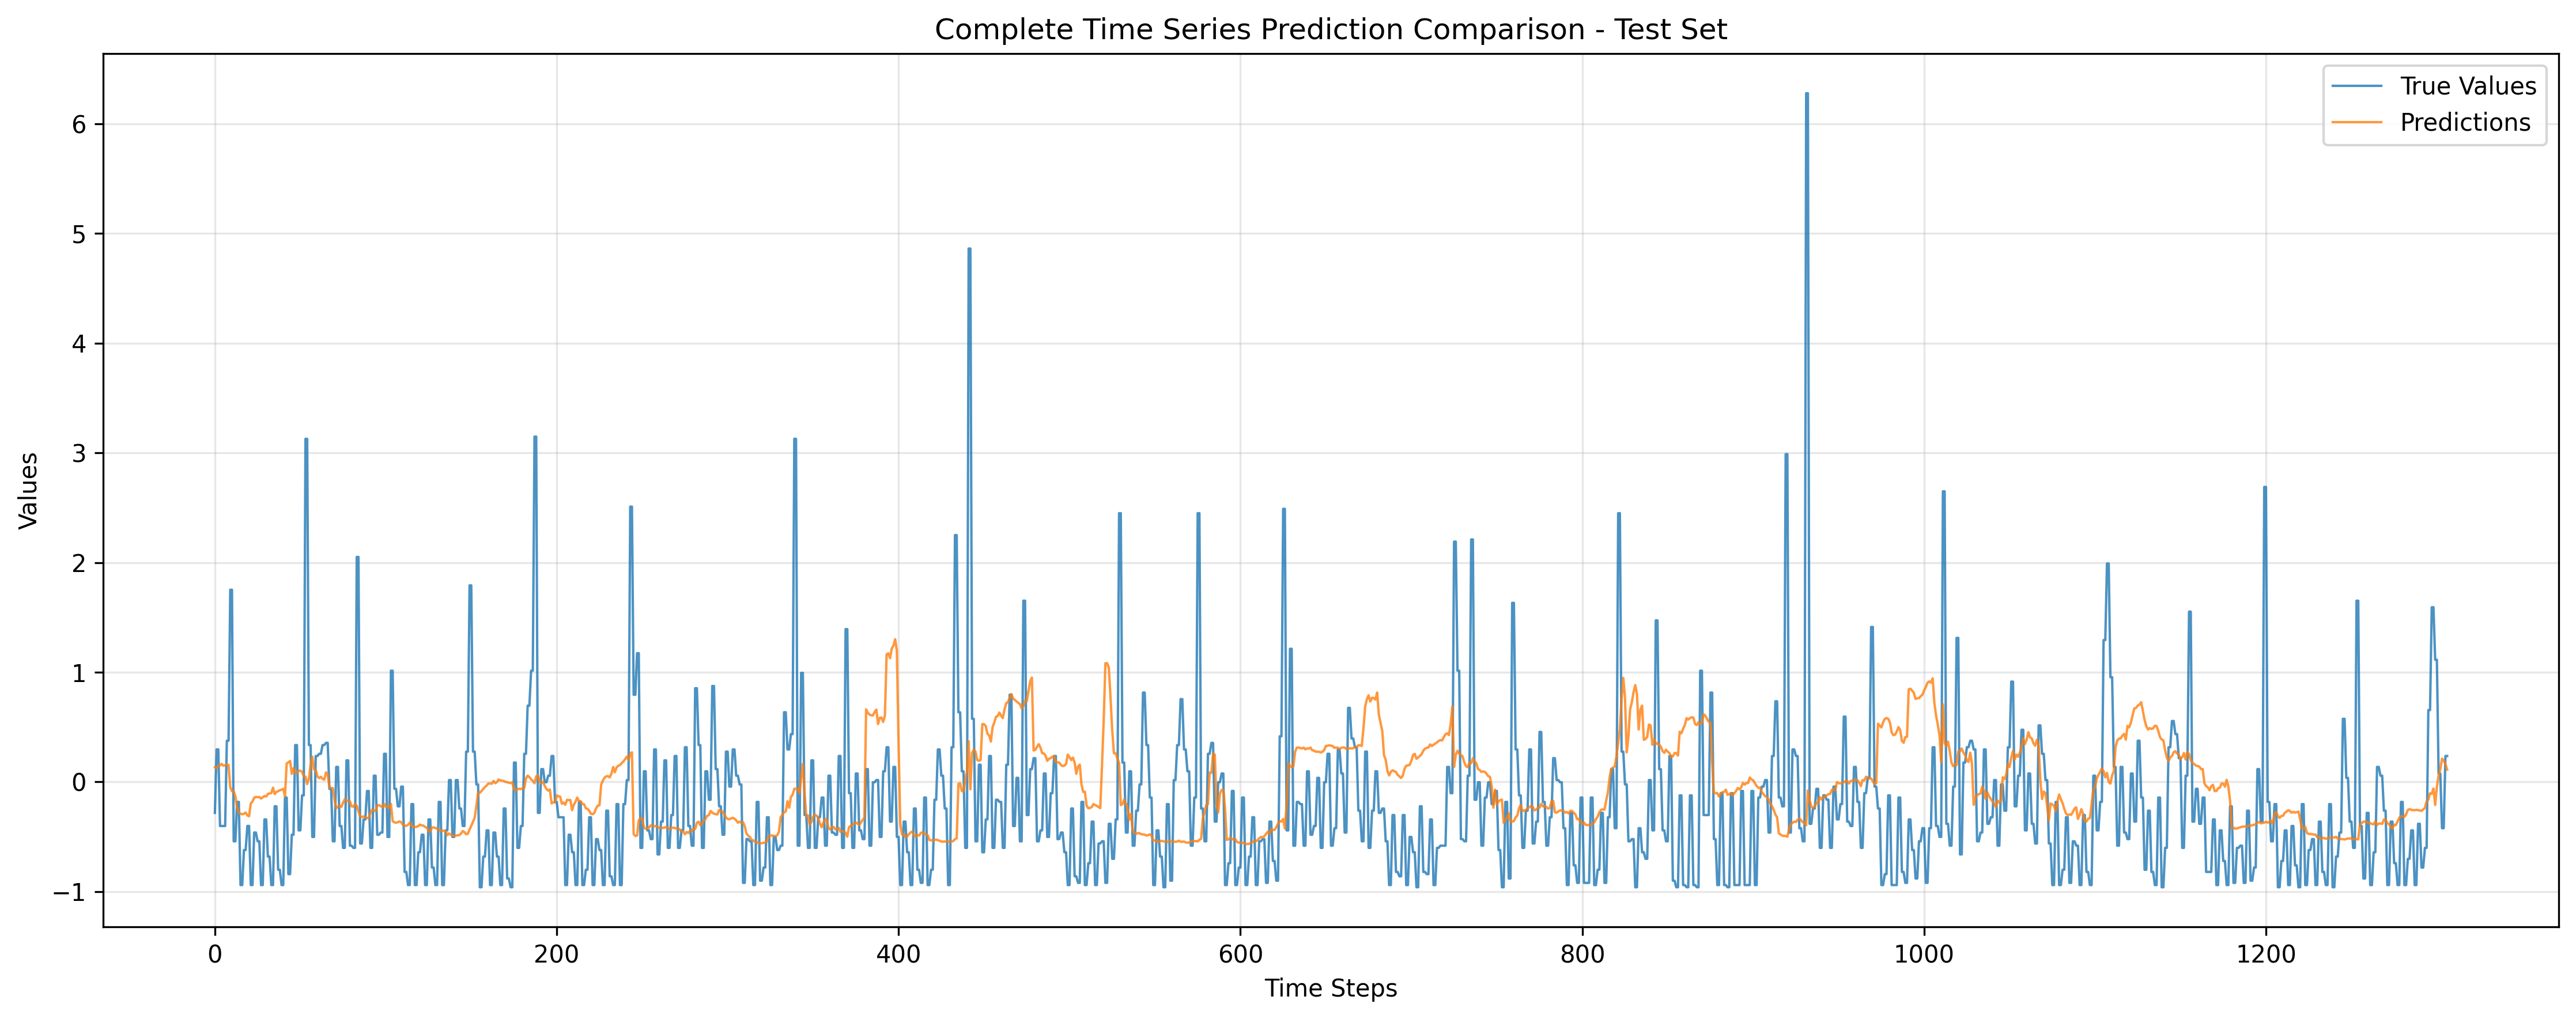 Complete Time Series Prediction Comparison - Test Set
True Values
Predictions
6
5
4
3
2
1
0
−1
Values
0 200 400 600 800 1000 1200
Time Steps